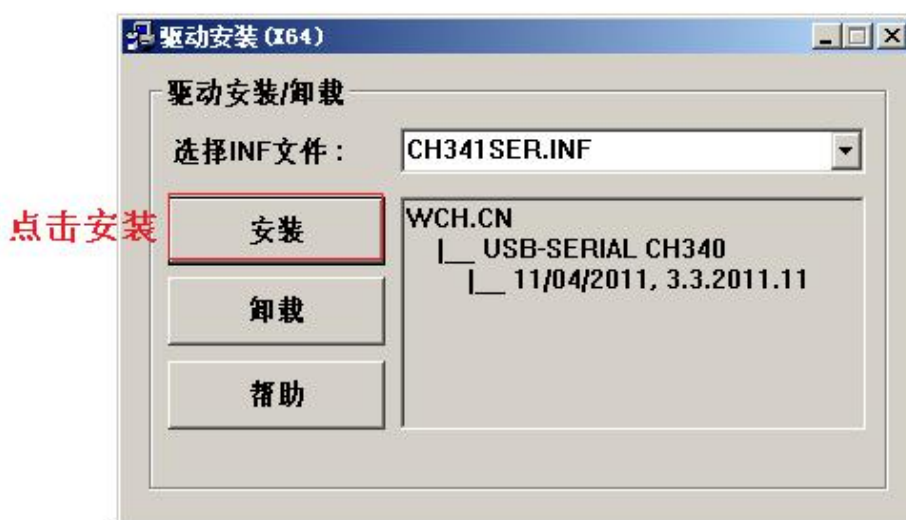 驱动安装(X64)
驱动安装/卸载
选择INF文件：
CH341SER.INF
点击安装
安装
WCH.CN
|__ USB-SERIAL CH340
|__ 11/04/2011, 3.3.2011.11
卸载
帮助